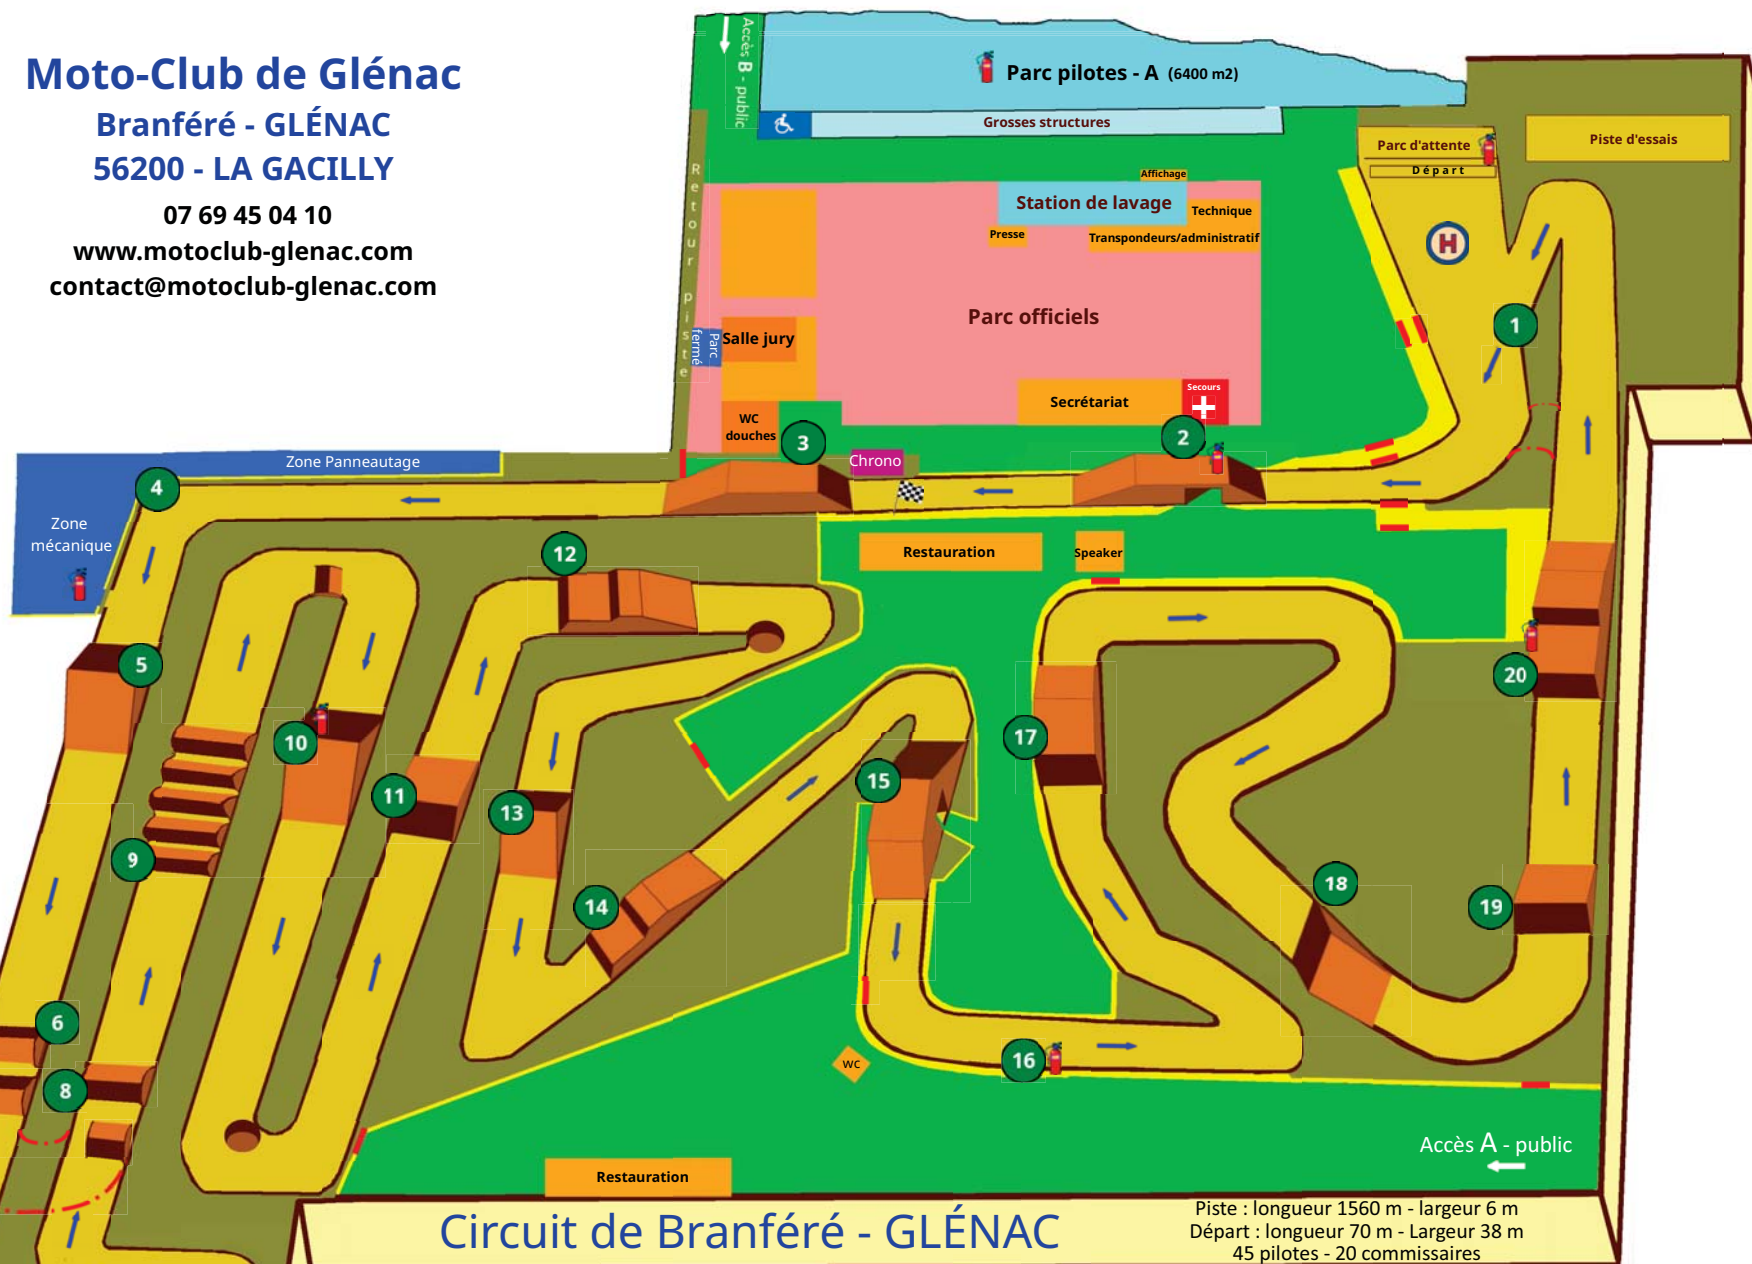 Moto-Club de Glénac
Branféré - GLÉNAC
56200 - LA GACILLY
07 69 45 04 10
www.motoclub-glenac.com
contact@motoclub-glenac.com
Accès B - public
Parc pilotes - A (6400 m2)
Grosses structures
Parc d'attente
Départ
Piste d'essais
H
Retour piste
Affichage
Station de lavage
Technique
Presse
Transpondeurs/administratif
Parc officiels
Parc
fermé
Salle jury
Secrétariat
Secours
WC
douches
Chrono
Zone Panneautage
Zone
mécanique
Restauration
Speaker
1
2
3
4
5
6
8
9
10
11
12
13
14
15
16
17
18
19
20
WC
Restauration
Accès A - public
Circuit de Branféré - GLÉNAC
Piste : longueur 1560 m - largeur 6 m
Départ : longueur 70 m - Largeur 38 m
45 pilotes - 20 commissaires